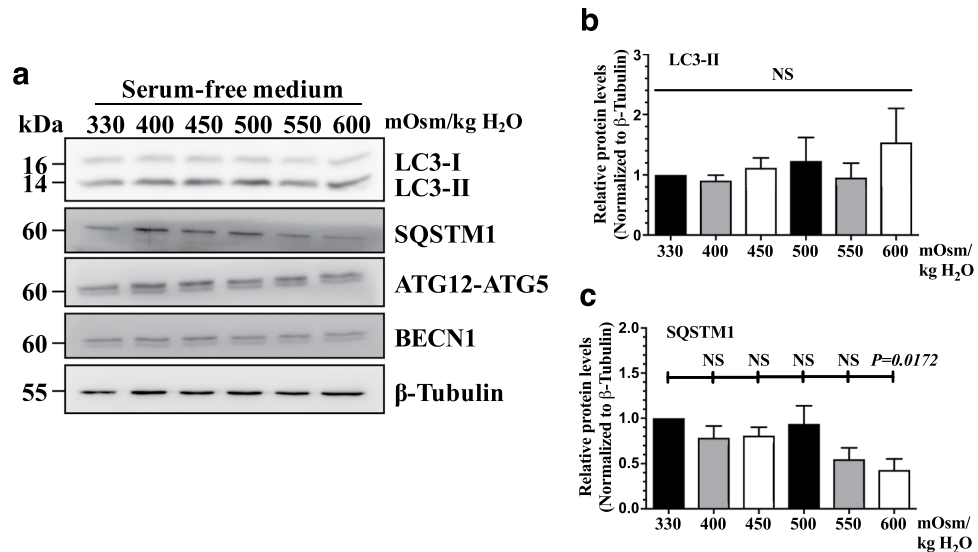 a
Serum-free medium
kDa 330 400 450 500 550 600 mOsm/kg H₂O
16 LC3-I
14 LC3-II
60 SQSTM1
60 ATG12-ATG5
60 BECN1
55 β-Tubulin
b
Relative protein levels
(Normalized to β-Tubulin)
3
2
1
0
LC3-II
NS
330 400 450 500 550 600 mOsm/
kg H₂O
c
Relative protein levels
(Normalized to β-Tubulin)
2.0
1.5
1.0
0.5
0.0
SQSTM1
NS NS NS NS P=0.0172
330 400 450 500 550 600 mOsm/
kg H₂O